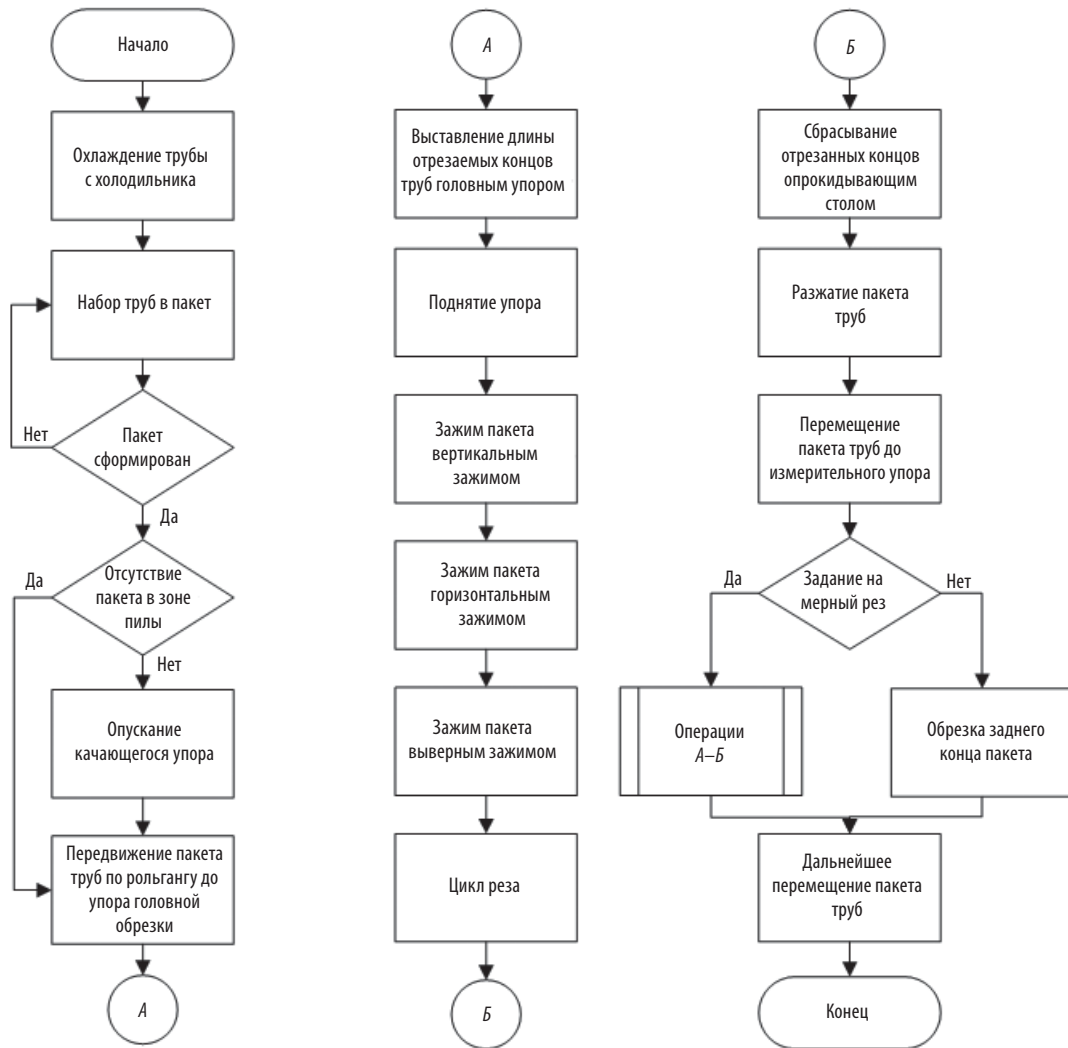 Начало
Охлаждение трубы
с холодильника
Набор труб в пакет
Нет
Пакет
сформирован
Да
Да
Отсутствие
пакета в зоне
пилы
Нет
Опускание
качающегося упора
Передвижение пакета
труб по рольгангу до
упора головной
обрезки
А
А
Выставление длины
отрезаемых концов
труб головным упором
Поднятие упора
Зажим пакета
вертикальным
зажимом
Зажим пакета
горизонтальным
зажимом
Зажим пакета
выверным зажимом
Цикл реза
Б
Б
Сбрасывание
отрезанных концов
опрокидывающим
столом
Разжатие пакета
труб
Перемещение
пакета труб до
измерительного упора
Да
Задание на
мерный рез
Нет
Операции
А–Б
Обрезка заднего
конца пакета
Дальнейшее
перемещение пакета
труб
Конец